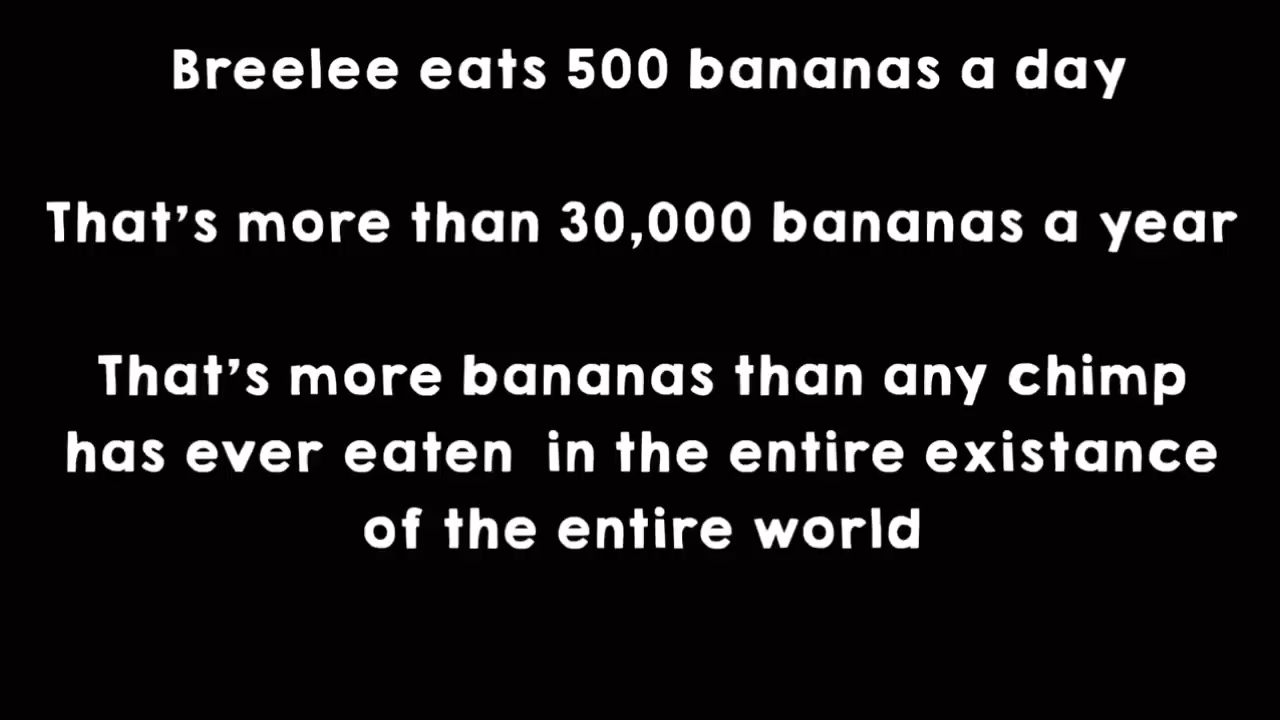 Breelee eats 500 bananas a day
That's more than 30,000 bananas a year
That's more bananas than any chimp
has ever eaten in the entire existance
of the entire world